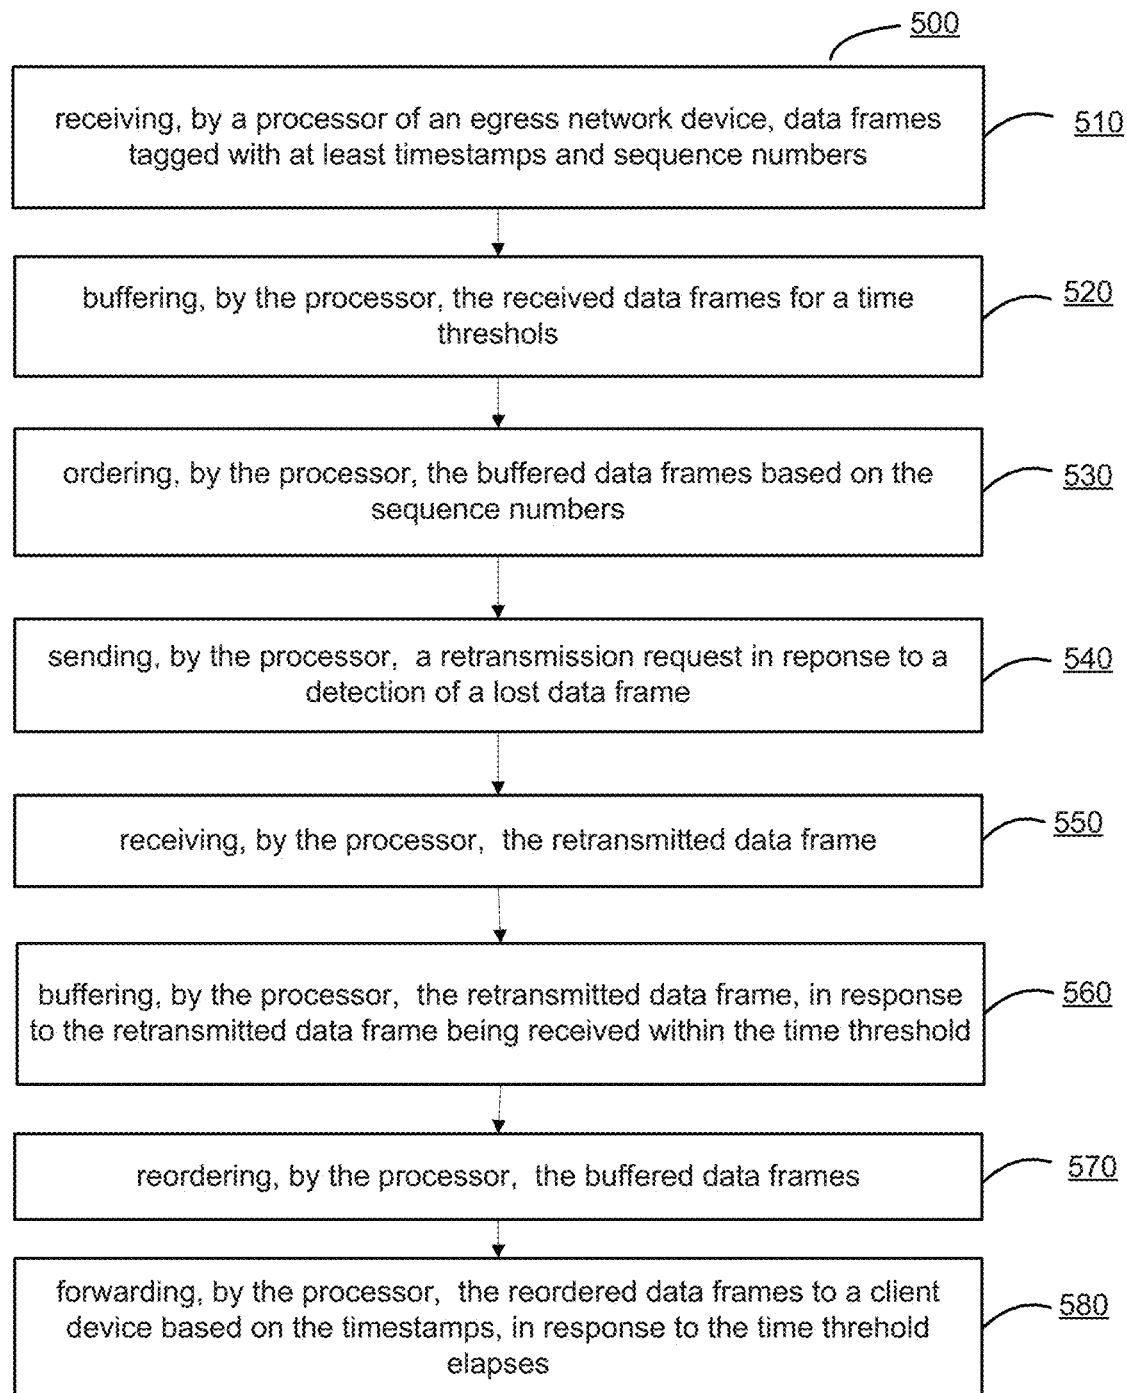 500
receiving, by a processor of an egress network device, data frames
tagged with at least timestamps and sequence numbers
510
buffering, by the processor, the received data frames for a time
threshols
520
ordering, by the processor, the buffered data frames based on the
sequence numbers
530
sending, by the processor, a retransmission request in reponse to a
detection of a lost data frame
540
receiving, by the processor, the retransmitted data frame
550
buffering, by the processor, the retransmitted data frame, in response
to the retransmitted data frame being received within the time threshold
560
reordering, by the processor, the buffered data frames
570
forwarding, by the processor, the reordered data frames to a client
device based on the timestamps, in response to the time threhold
elapses
580